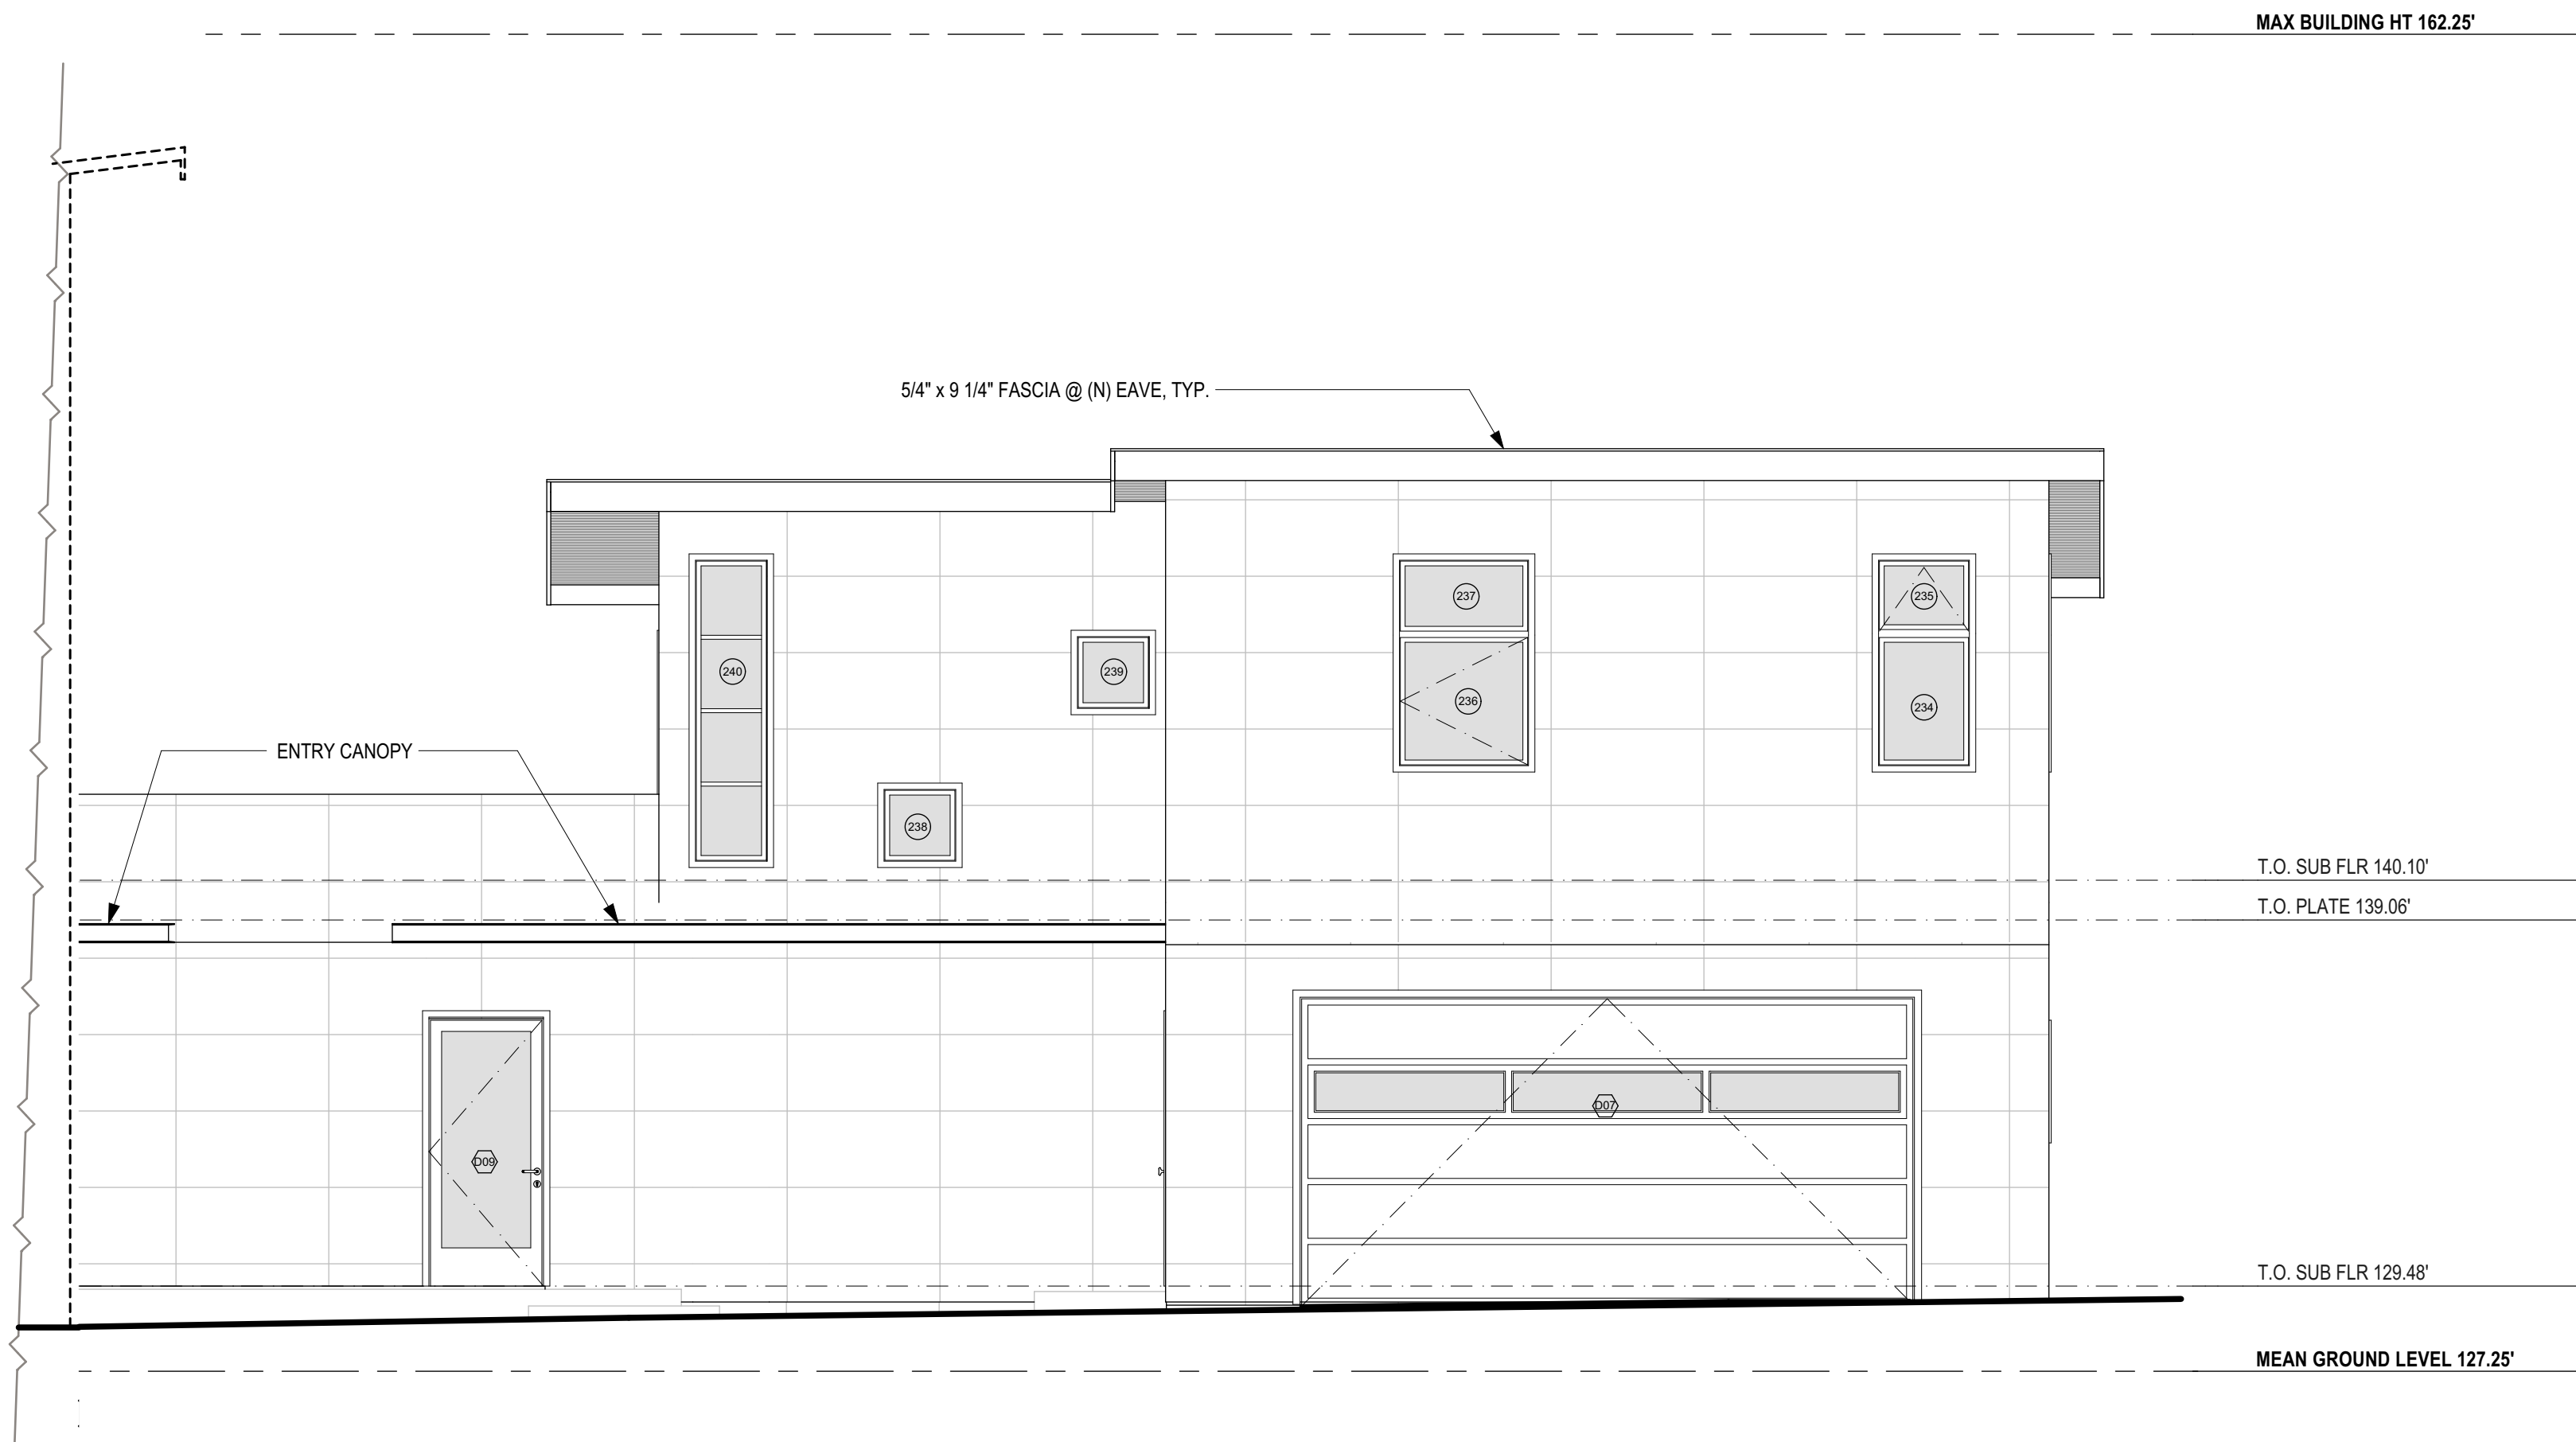 MAX BUILDING HT 162.25'
5/4" x 9 1/4" FASCIA @ (N) EAVE, TYP.
237
235
240
239
236
234
ENTRY CANOPY
238
T.O. SUB FLR 140.10'
T.O. PLATE 139.06'
D07
D09
T.O. SUB FLR 129.48'
MEAN GROUND LEVEL 127.25'